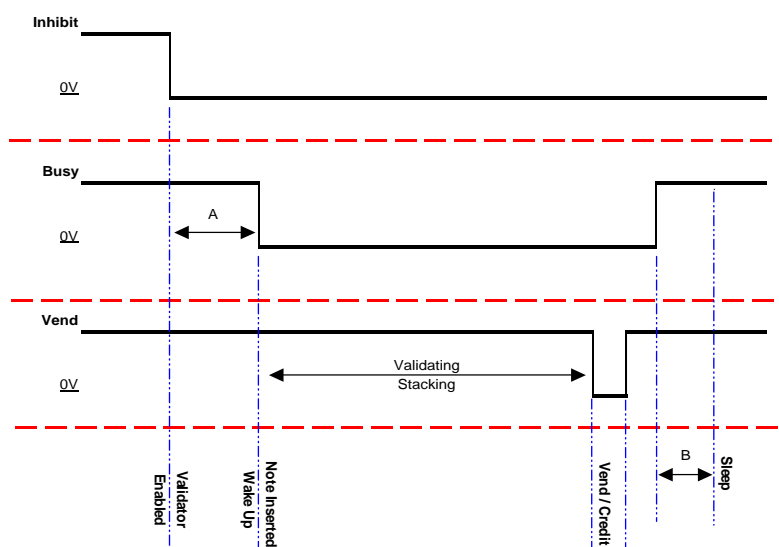 Inhibit
0V
Busy
A
0V
Vend
Validating
Stacking
0V
Validator
Enabled
Note Inserted
Wake Up
Vend / Credit
B
Sleep